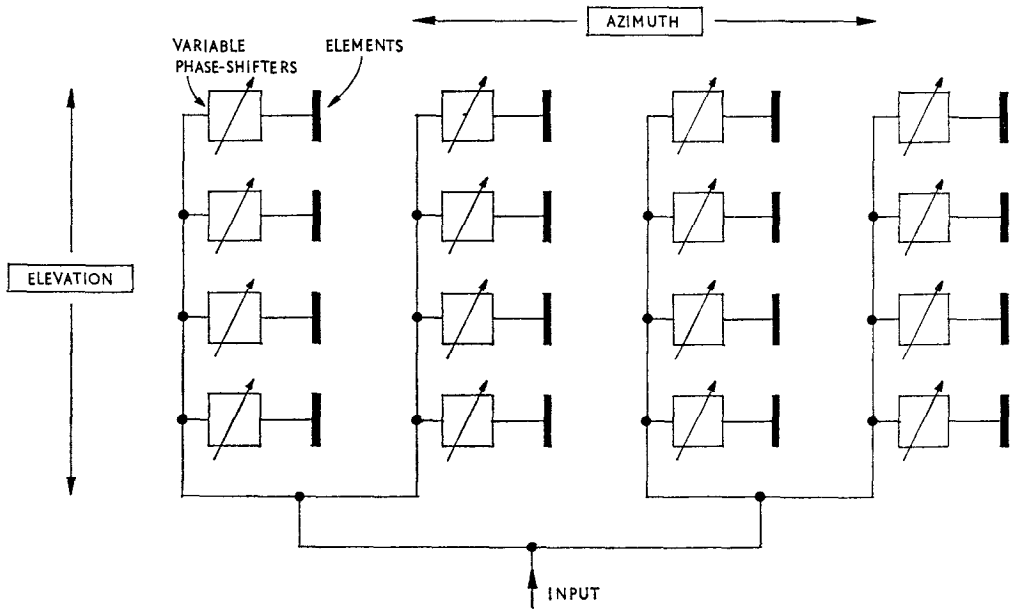 AZIMUTH
VARIABLE
PHASE-SHIFTERS
ELEMENTS
ELEVATION
INPUT